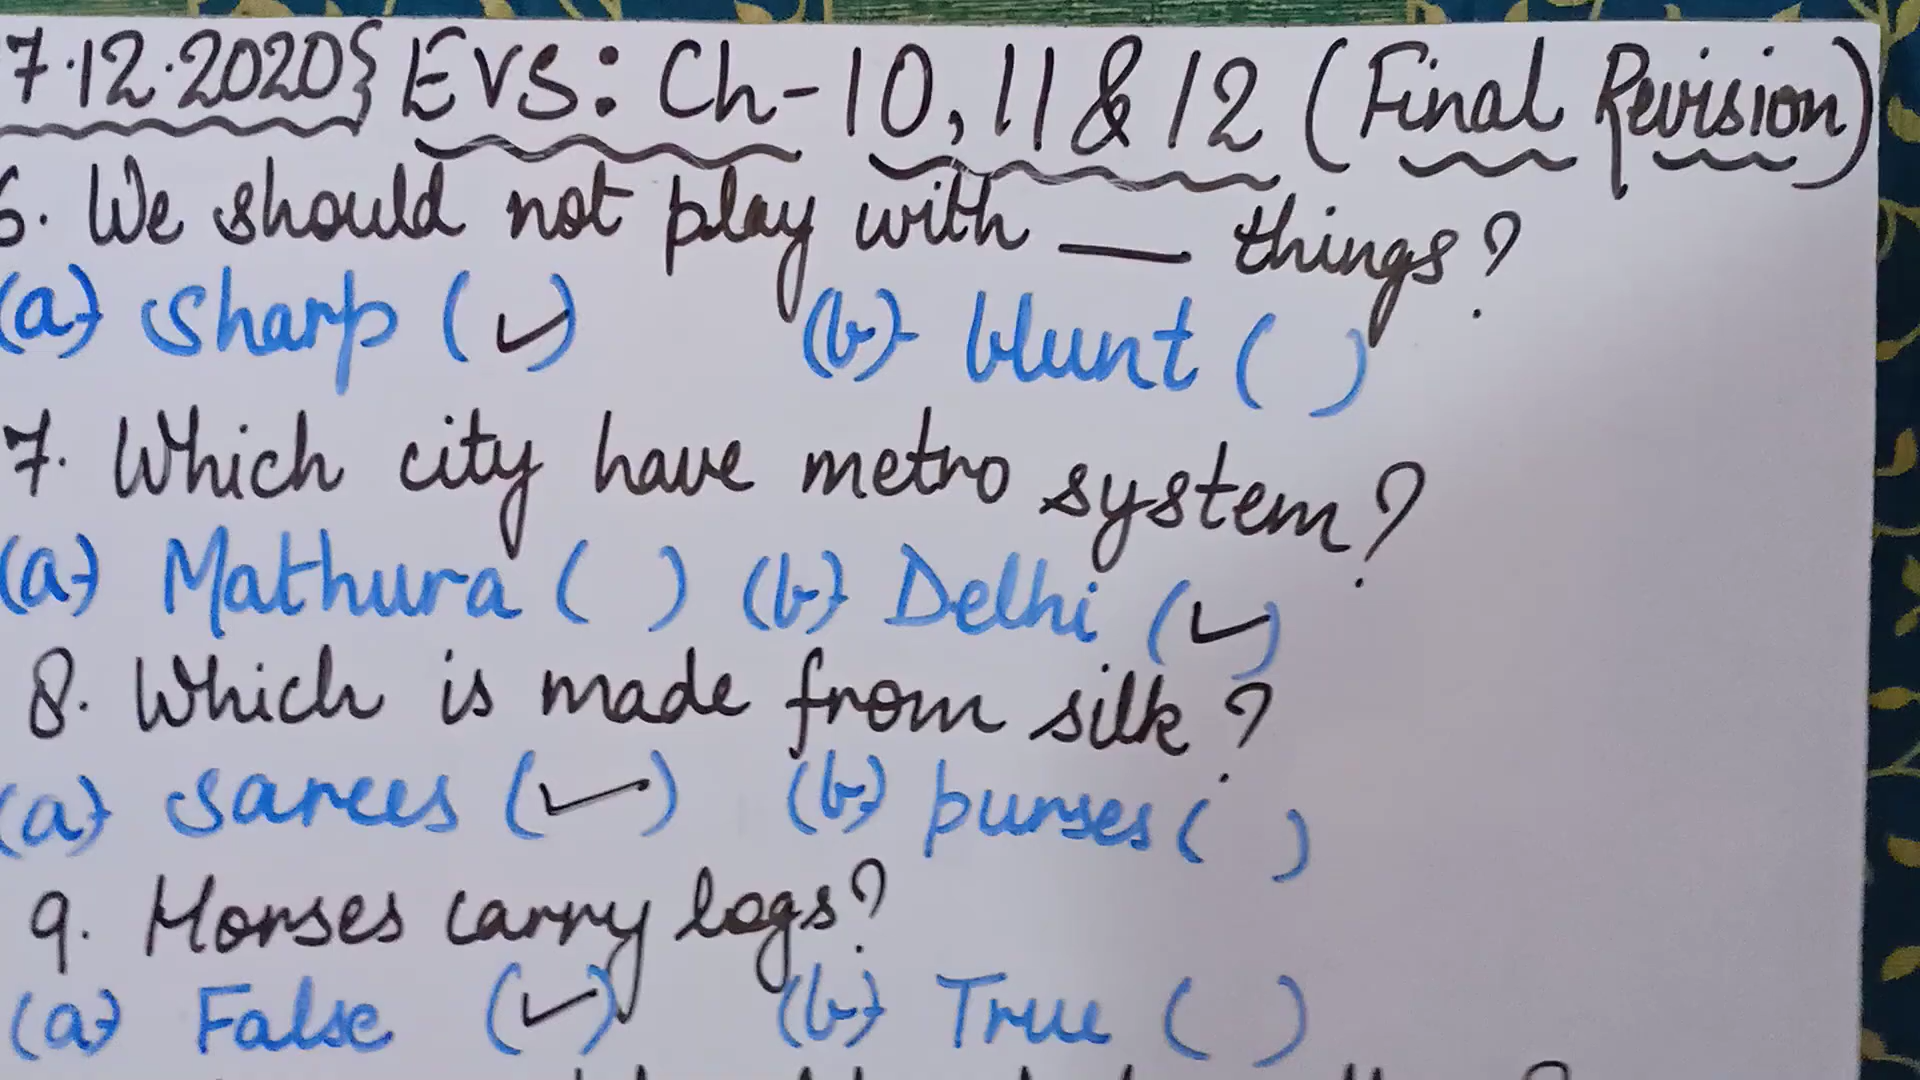 7.12.2020} EVS: Ch-10, 11 & 12 (Final Revision)
6. We should not play with ___ things?
(a) Sharp (✓) (b) blunt ( )
7. Which city have metro system?
(a) Mathura ( ) (b) Delhi (✓)
8. Which is made from silk?
(a) sarees (✓) (b) purses ( )
9. Horses carry logs?
(a) False (✓) (b) True ( )